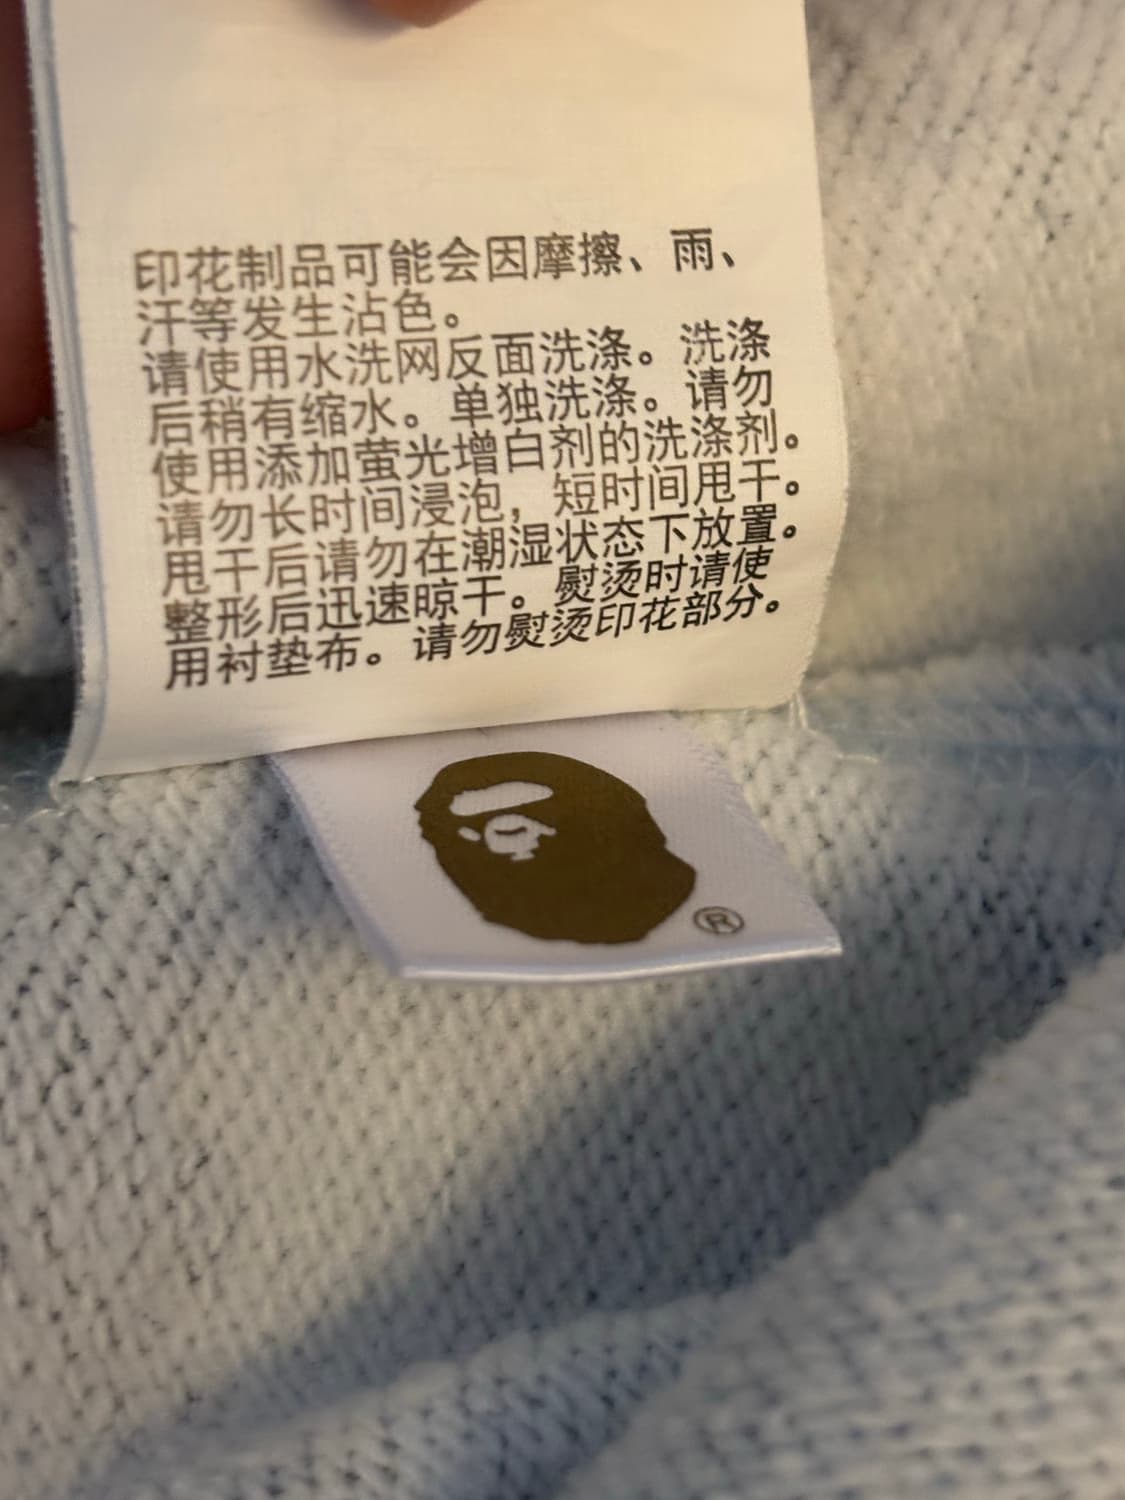 印花制品可能会因摩擦、雨、
汗等发生沾色。
请使用水洗网反面洗涤。洗涤
后稍有缩水。单独洗涤。请勿
使用添加萤光增白剂的洗涤剂。
请勿长时间浸泡，短时间甩干。
甩干后请勿在潮湿状态下放置。
整形后迅速晾干。熨烫时请使
用衬垫布。请勿熨烫印花部分。
®